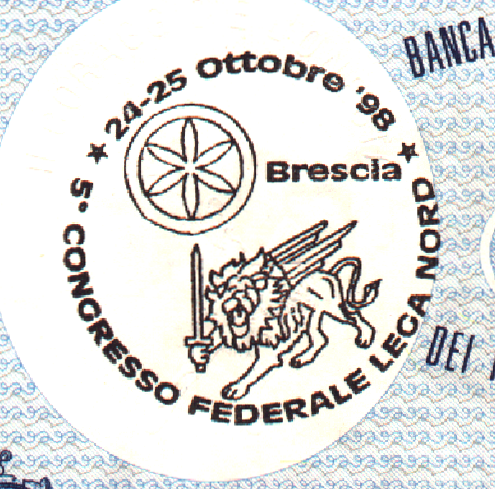 24-25 Ottobre '98
Brescia
5° CONGRESSO FEDERALE LEGA NORD
BANCA
DEI